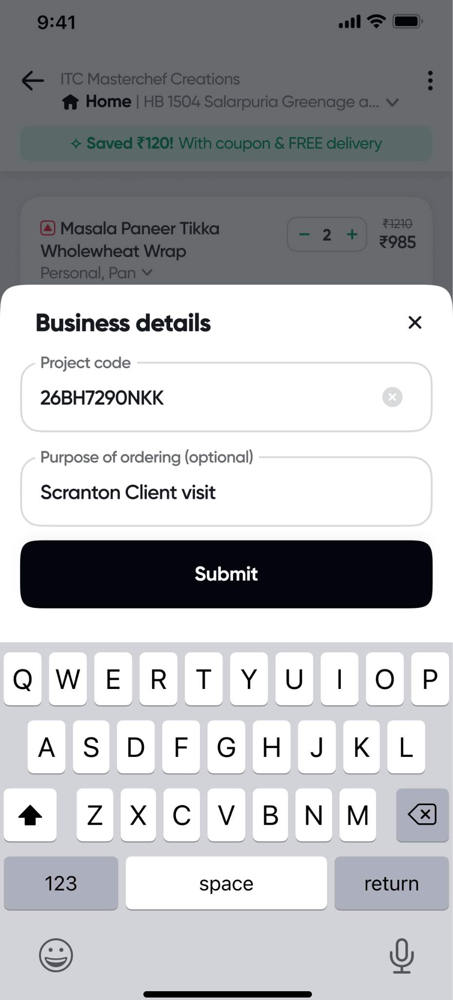 9:41
ITC Masterchef Creations
Home | HB 1504 Salarpuria Greenage a...
Saved ₹120! With coupon & FREE delivery
Masala Paneer Tikka
Wholewheat Wrap
Personal, Pan
− 2 +
₹1210
₹985
Business details
Project code
26BH7290NKK
Purpose of ordering (optional)
Scranton Client visit
Submit
Q W E R T Y U I O P
A S D F G H J K L
Z X C V B N M
123 space return